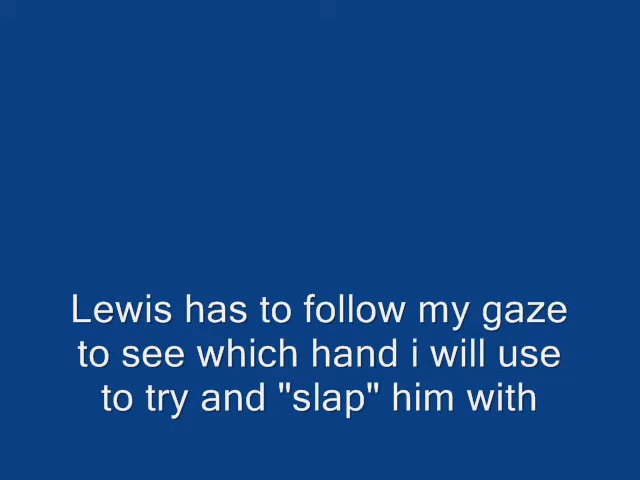 Lewis has to follow my gaze
to see which hand i will use
to try and "slap" him with